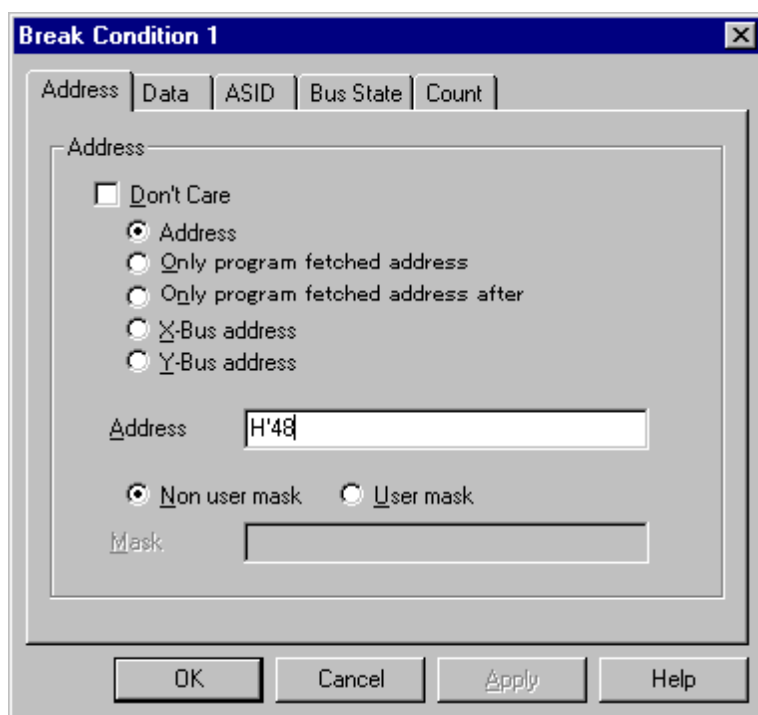 Break Condition 1
Address Data ASID Bus State Count
Address
Don't Care
Address
Only program fetched address
Only program fetched address after
X-Bus address
Y-Bus address
Address H'48
Non user mask User mask
Mask
OK Cancel Apply Help